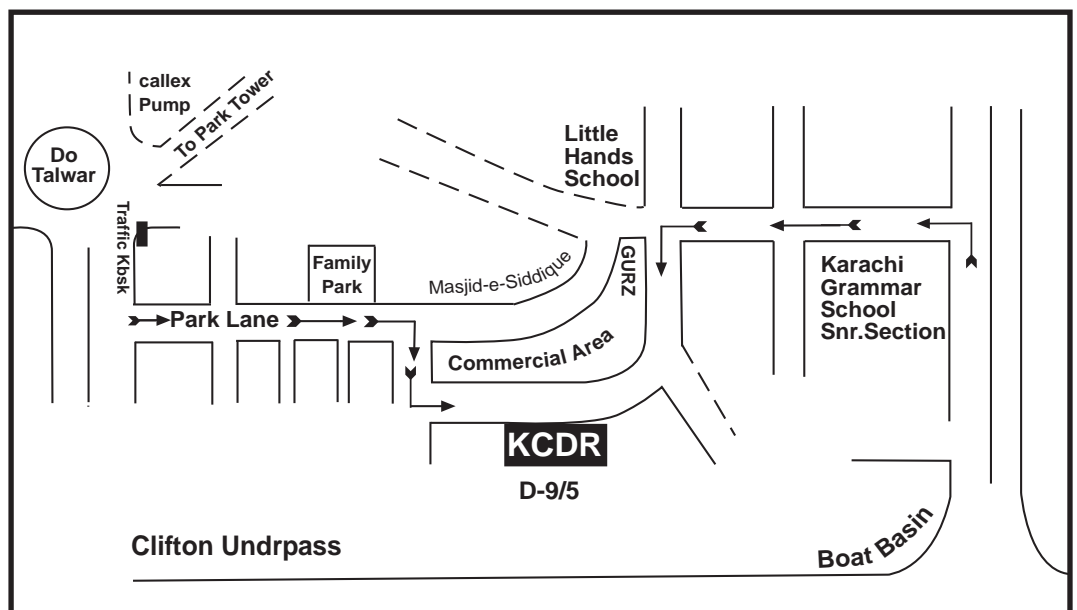 callex
Pump
To Park Tower
Do
Talwar
Little
Hands
School
Traffic Kbsk
Family
Park
Masjid-e-Siddique
GURZ
Karachi
Grammar
School
Snr.Section
Park Lane
Commercial Area
KCDR
D-9/5
Clifton Undrpass
Boat Basin